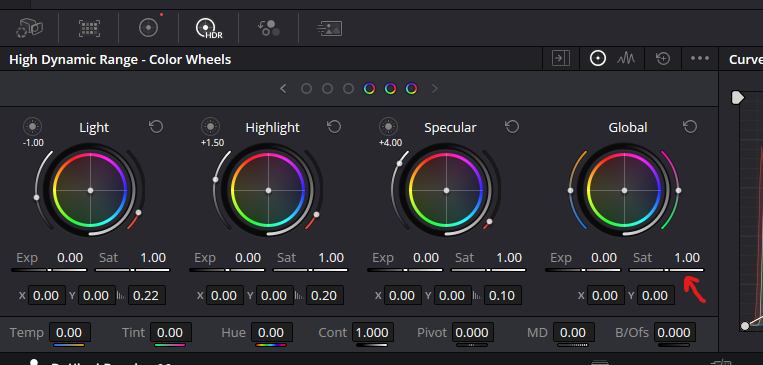 HDR
High Dynamic Range - Color Wheels
Curve
Light Highlight Specular Global
-1.00 +1.50 +4.00
Exp 0.00 Sat 1.00 Exp 0.00 Sat 1.00 Exp 0.00 Sat 1.00 Exp 0.00 Sat 1.00
X 0.00 Y 0.00 0.22 X 0.00 Y 0.00 0.20 X 0.00 Y 0.00 0.10 X 0.00 Y 0.00
Temp 0.00 Tint 0.00 Hue 0.00 Cont 1.000 Pivot 0.000 MD 0.00 B/Ofs 0.000